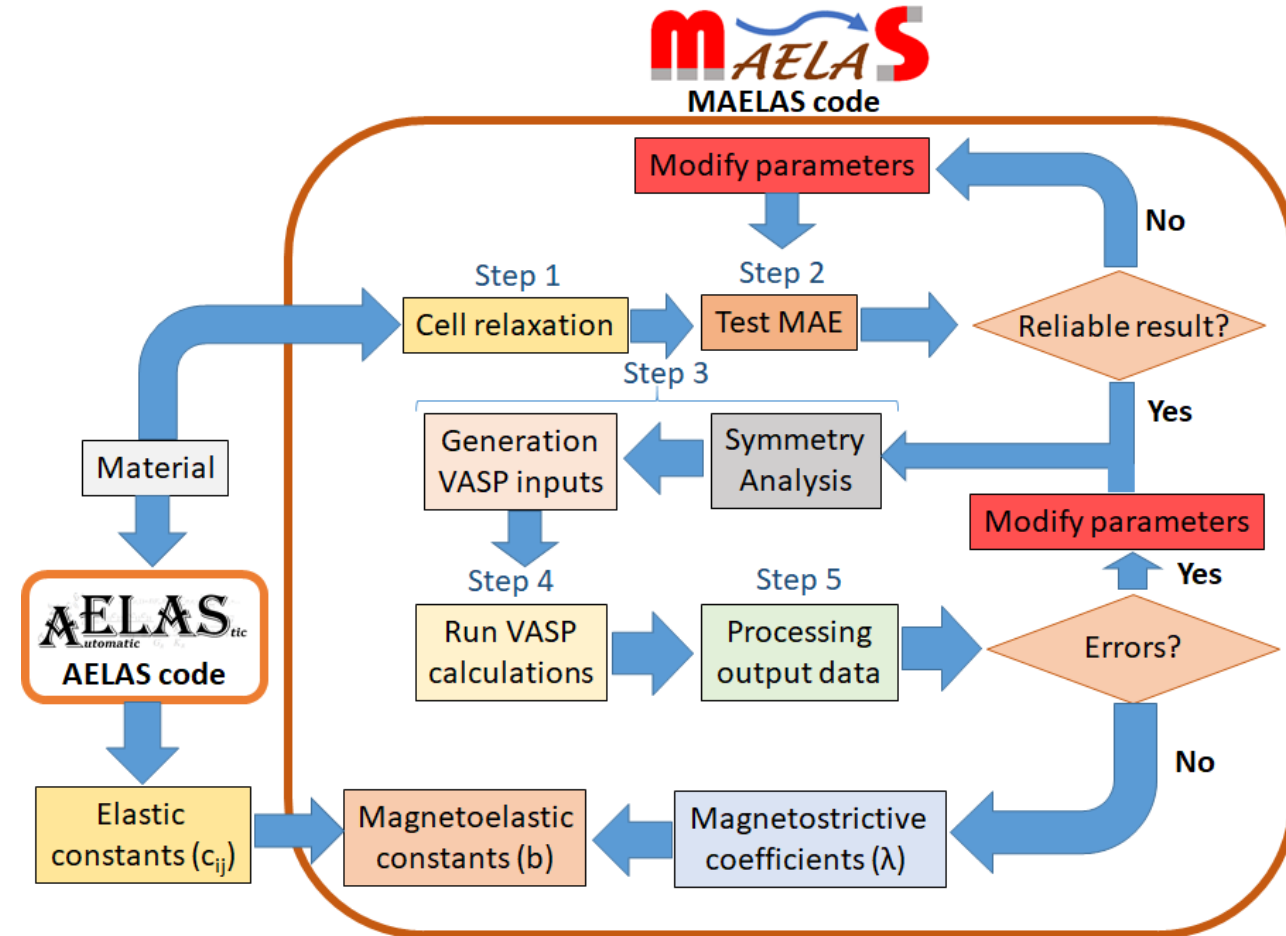 MAELAS
MAELAS code
Modify parameters
No
Step 1
Step 2
Cell relaxation
Test MAE
Reliable result?
Step 3
Yes
Generation
VASP inputs
Symmetry
Analysis
Material
Modify parameters
Yes
Step 4
Step 5
Run VASP
calculations
Processing
output data
Errors?
AELAS tic
Automatic
AELAS code
No
Elastic
constants (cij)
Magnetoelastic
constants (b)
Magnetostrictive
coefficients (λ)